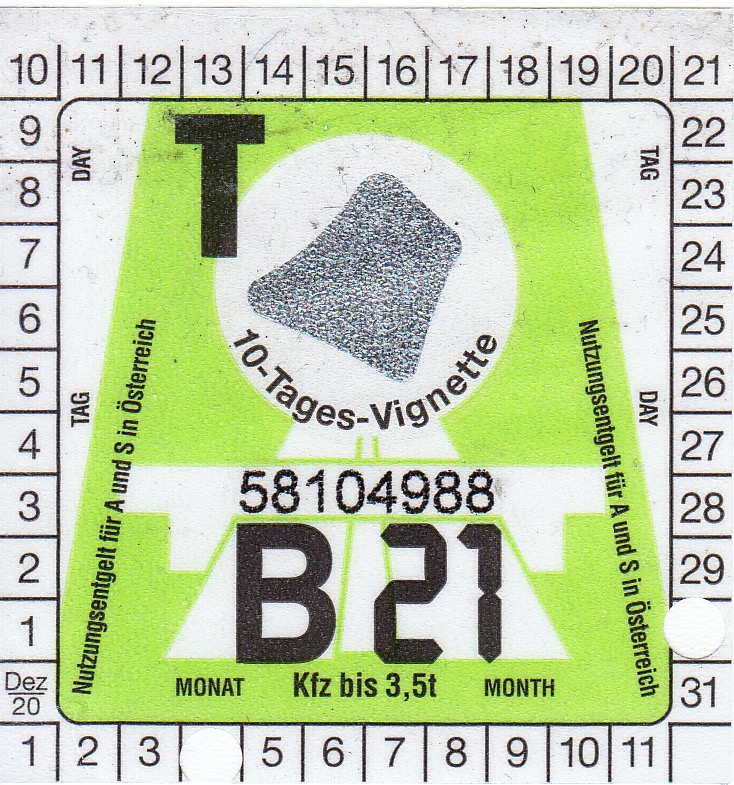 10 11 12 13 14 15 16 17 18 19 20 21
9 22
8 23
7 24
6 25
5 26
4 27
3 28
2 29
1
Dez
20
31
1 2 3 5 6 7 8 9 10 11
DAY
TAG
T
10-Tages-Vignette
TAG
DAY
Nutzungsentgelt für A und S in Österreich
Nutzungsentgelt für A und S in Österreich
58104988
B 21
MONAT Kfz bis 3,5t MONTH